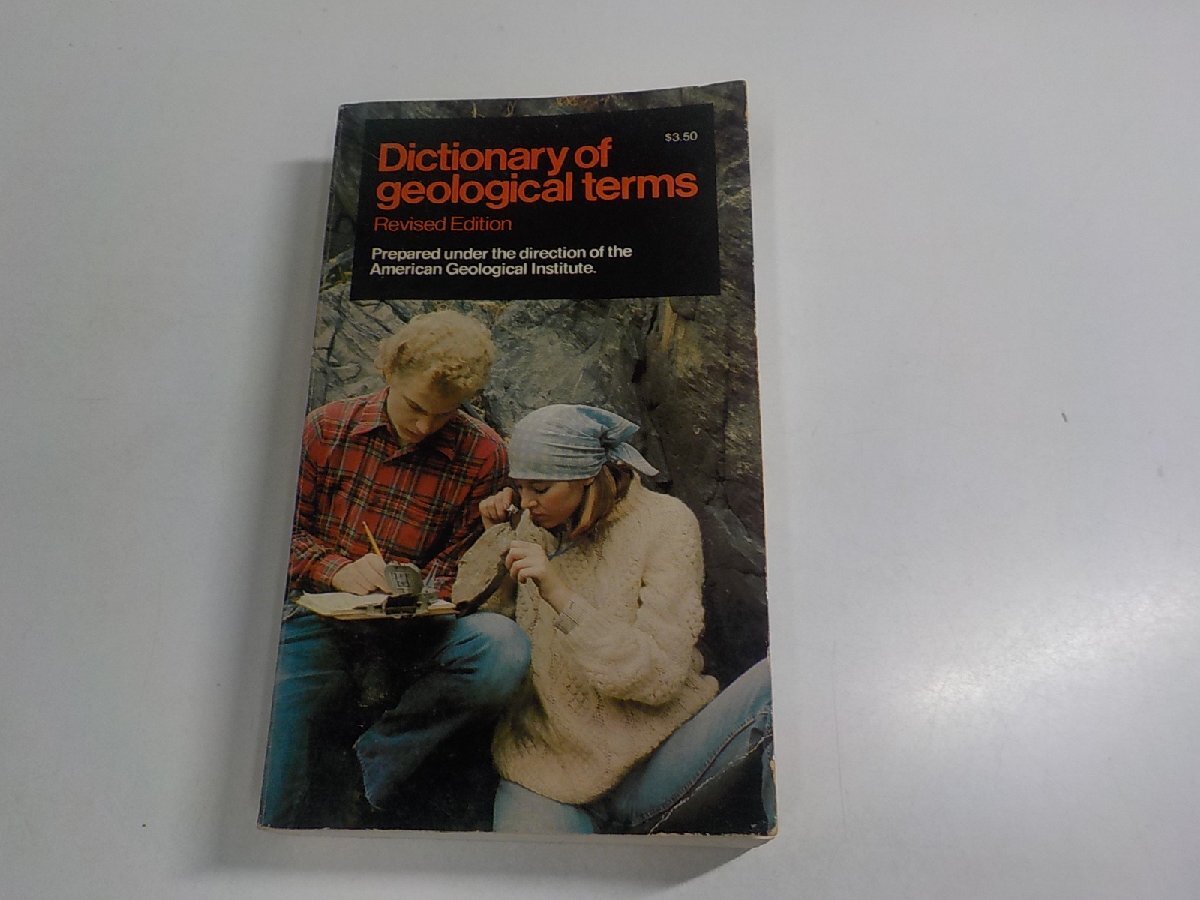 $3.50
Dictionary of
geological terms
Revised Edition
Prepared under the direction of the
American Geological Institute.